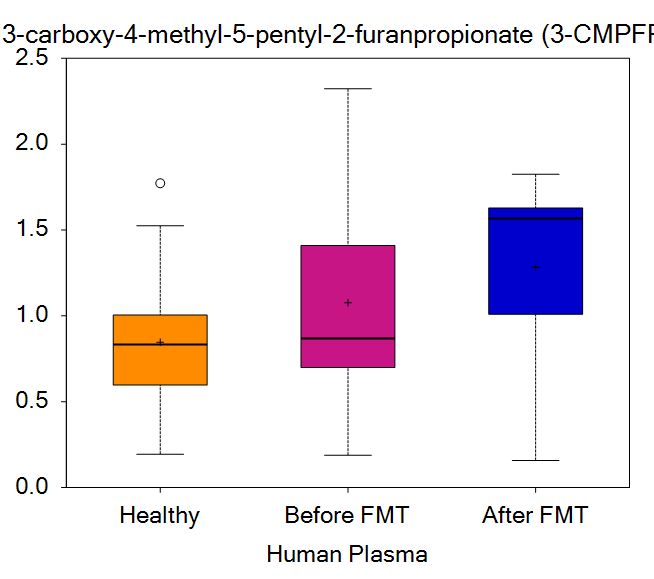 3-carboxy-4-methyl-5-pentyl-2-furanpropionate (3-CMPFP
2.5
2.0
1.5
1.0
0.5
0.0
Healthy Before FMT After FMT
Human Plasma